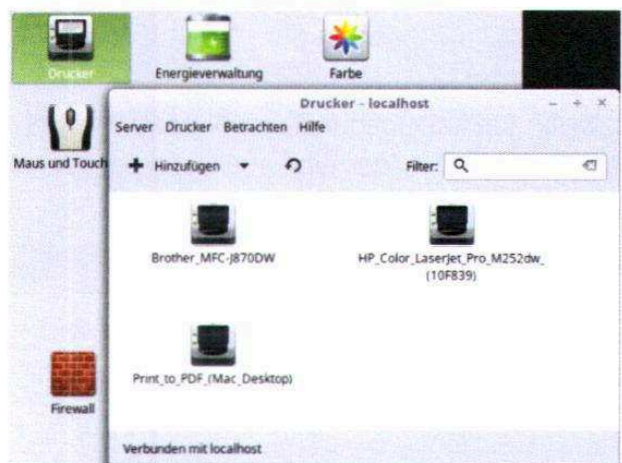 Drucker
Energieverwaltung
Farbe
Maus und Touch
Firewall
Drucker - localhost
Server Drucker Betrachten Hilfe
Hinzufügen
Filter:
Brother_MFC-J870DW
HP_Color_LaserJet_Pro_M252dw_
(10F839)
Print_to_PDF_(Mac_Desktop)
Verbunden mit localhost